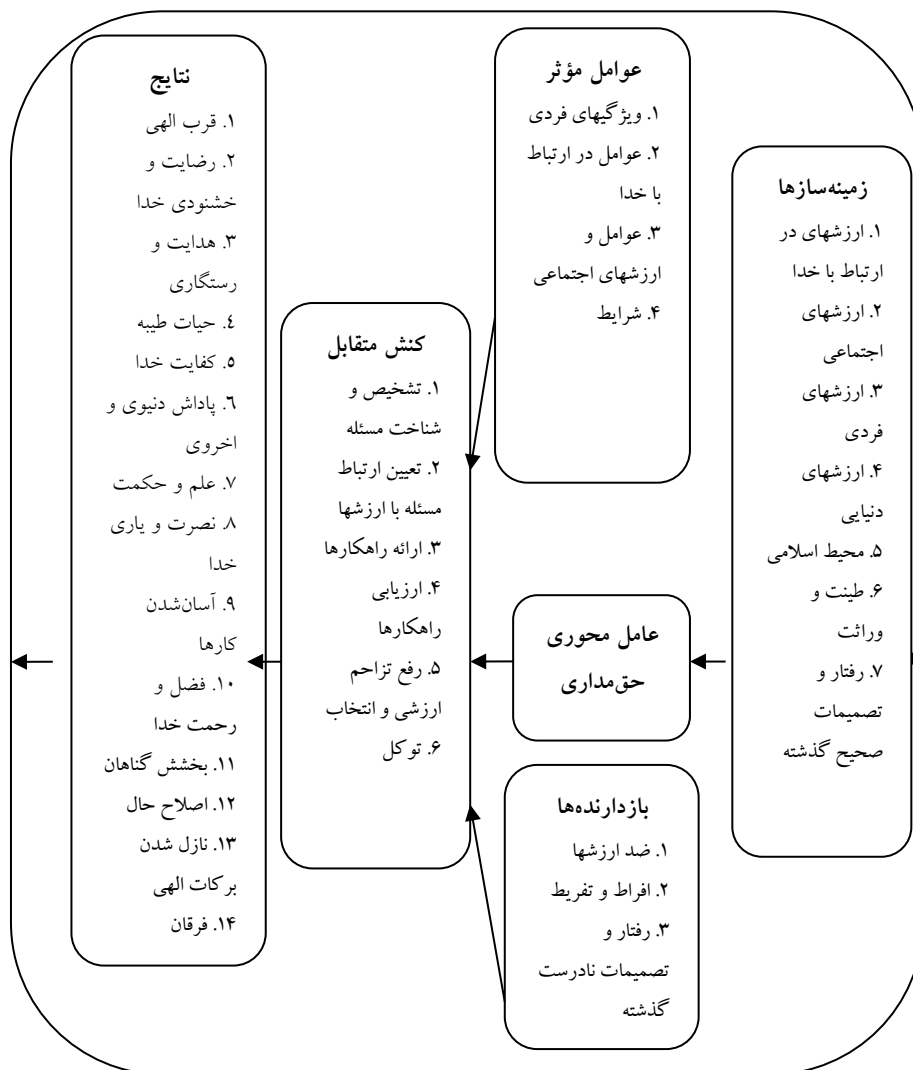 زمینه‌سازها
۱. ارزشهای در
ارتباط با خدا
۲. ارزشهای
اجتماعی
۳. ارزشهای
فردی
۴. ارزشهای
دنیایی
۵. محیط اسلامی
۶. طینت و
وراثت
۷. رفتار و
تصمیمات
صحیح گذشته
عوامل مؤثر
۱. ویژگیهای فردی
۲. عوامل در ارتباط
با خدا
۳. عوامل و
ارزشهای اجتماعی
۴. شرایط
عامل محوری
حق‌مداری
بازدارنده‌ها
۱. ضد ارزشها
۲. افراط و تفریط
۳. رفتار و
تصمیمات نادرست
گذشته
کنش متقابل
۱. تشخیص و
شناخت مسئله
۲. تعیین ارتباط
مسئله با ارزشها
۳. ارائه راهکارها
۴. ارزیابی
راهکارها
۵. رفع تزاحم
ارزشی و انتخاب
۶. توکل
نتایج
۱. قرب الهی
۲. رضایت و
خشنودی خدا
۳. هدایت و
رستگاری
٤. حیات طیبه
۵. کفایت خدا
٦. پاداش دنیوی و
اخروی
۷. علم و حکمت
۸. نصرت و یاری
خدا
۹. آسان‌شدن
کارها
۱۰. فضل و
رحمت خدا
۱۱. بخشش گناهان
۱۲. اصلاح حال
۱۳. نازل شدن
برکات الهی
۱۴. فرقان